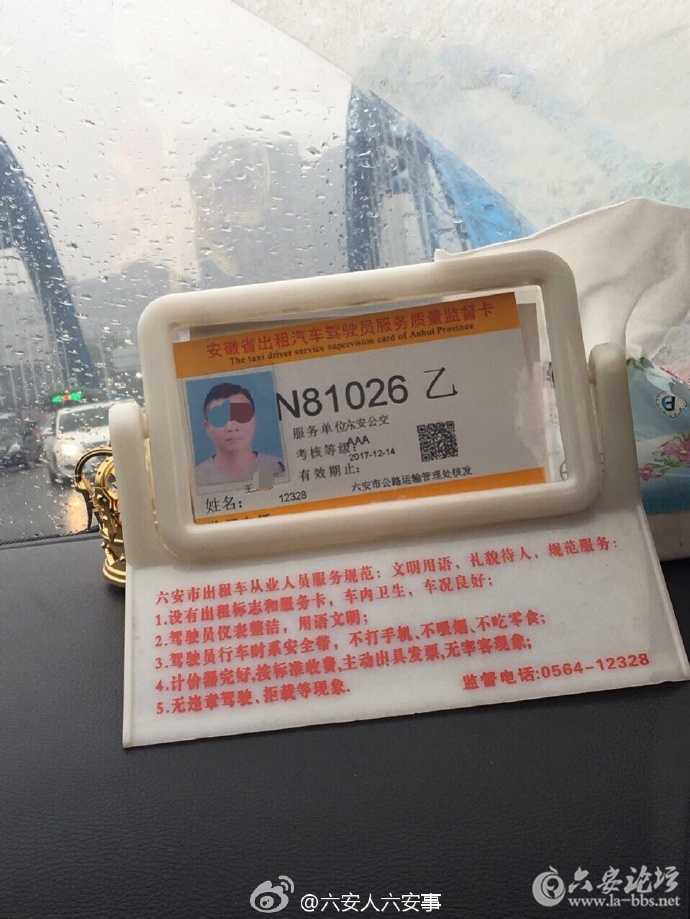 安徽省出租汽车驾驶员服务质量监督卡
The taxi driver service supervision card of Anhui Province
N81026 乙
服务单位:六安公交
考核等级:AAA
有效期止:2017-12-14
姓名:王
12328 六安市公路运输管理处核发
六安市出租车从业人员服务规范:文明用语,礼貌待人,规范服务:
1.设有出租标志和服务卡,车内卫生,车况良好;
2.驾驶员仪表整洁,用语文明;
3.驾驶员行车时系安全带,不打手机、不吸烟、不吃零食;
4.计价器完好,按标准收费,主动出具发票,无宰客现象;
5.无违章驾驶、拒载等现象.
监督电话:0564-12328
@六安人六安事
六安论坛
www.la-bbs.net